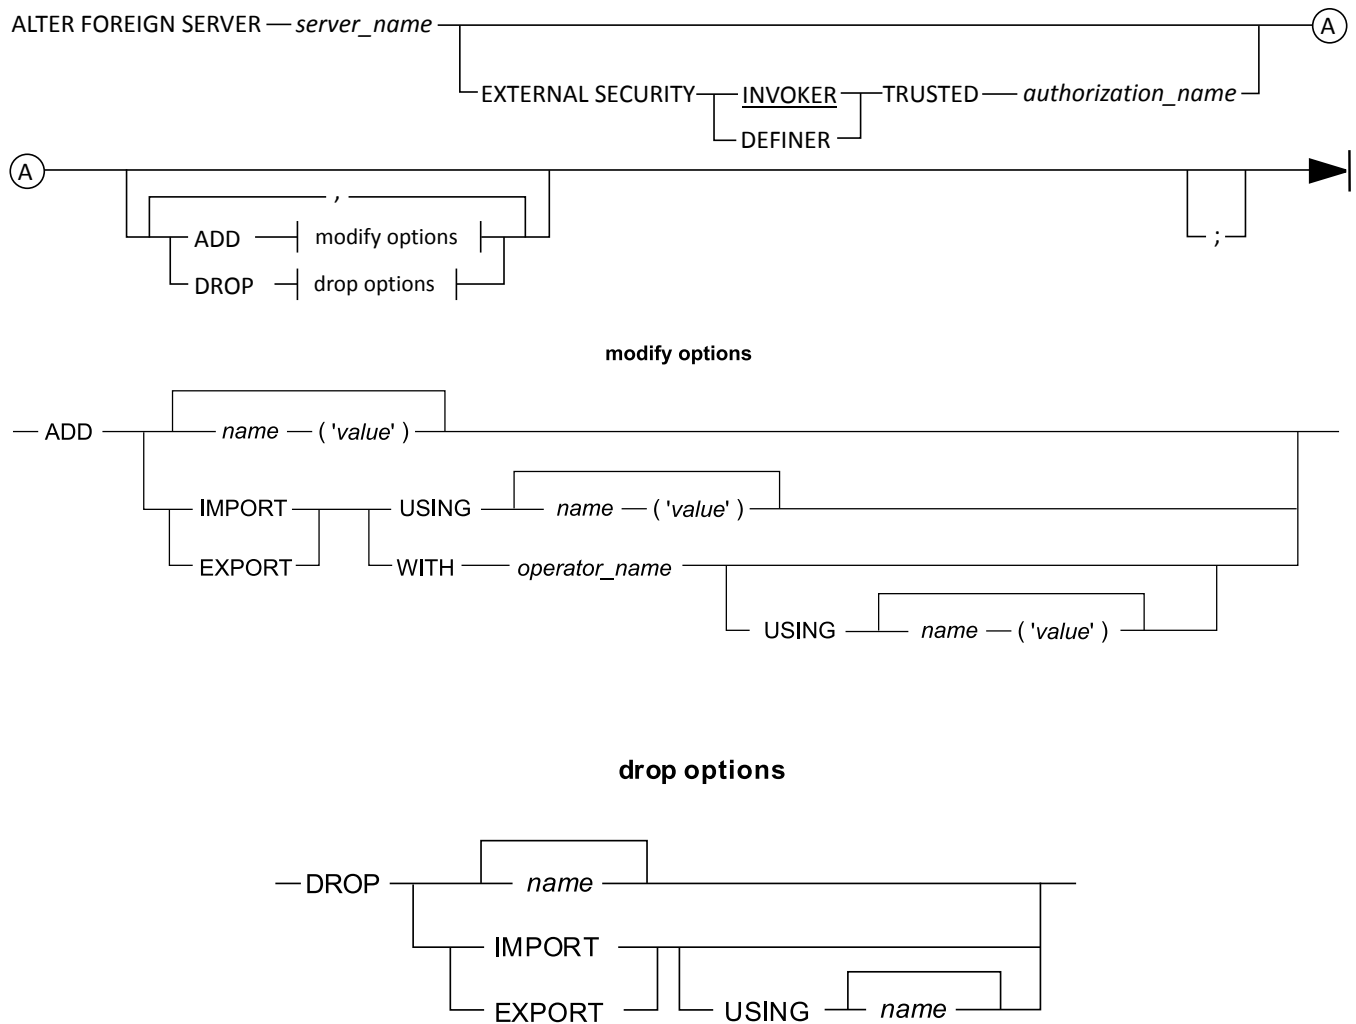 ALTER FOREIGN SERVER server_name A
EXTERNAL SECURITY INVOKER TRUSTED authorization_name
DEFINER
A
,
ADD modify options ;
DROP drop options
modify options
ADD name ( 'value' )
IMPORT USING name ( 'value' )
EXPORT WITH operator_name
USING name ( 'value' )
drop options
DROP name
IMPORT
EXPORT USING name